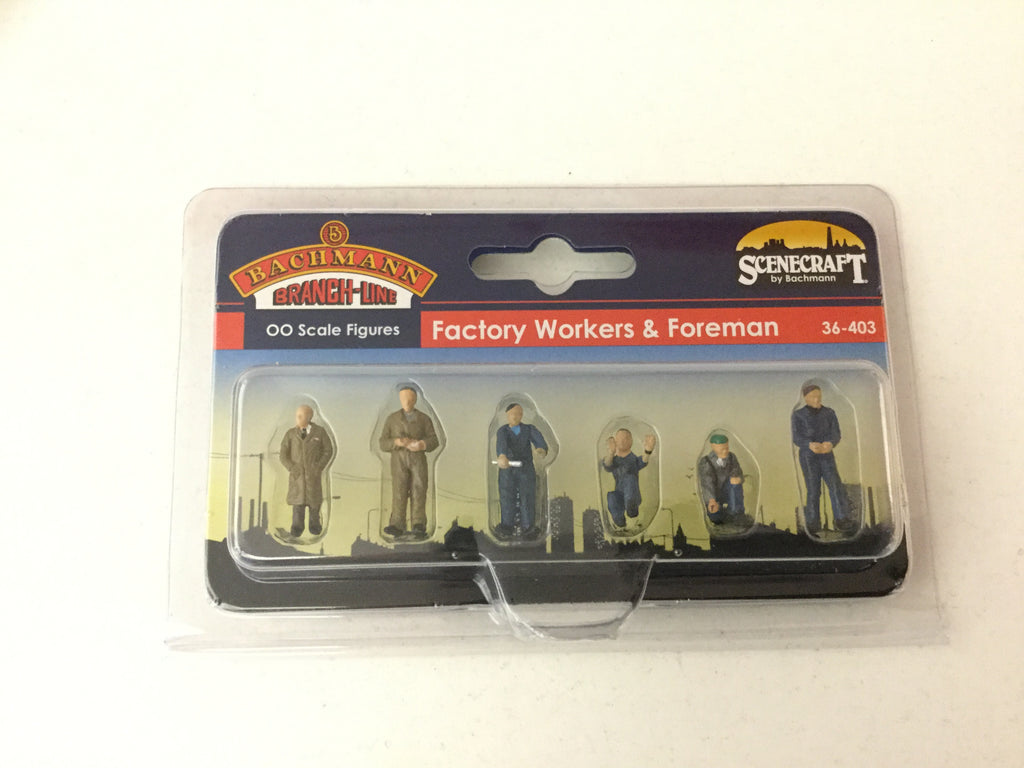 B
BACHMANN
BRANCH-LINE
SCENECRAFT
by Bachmann
OO Scale Figures
Factory Workers & Foreman
36-403